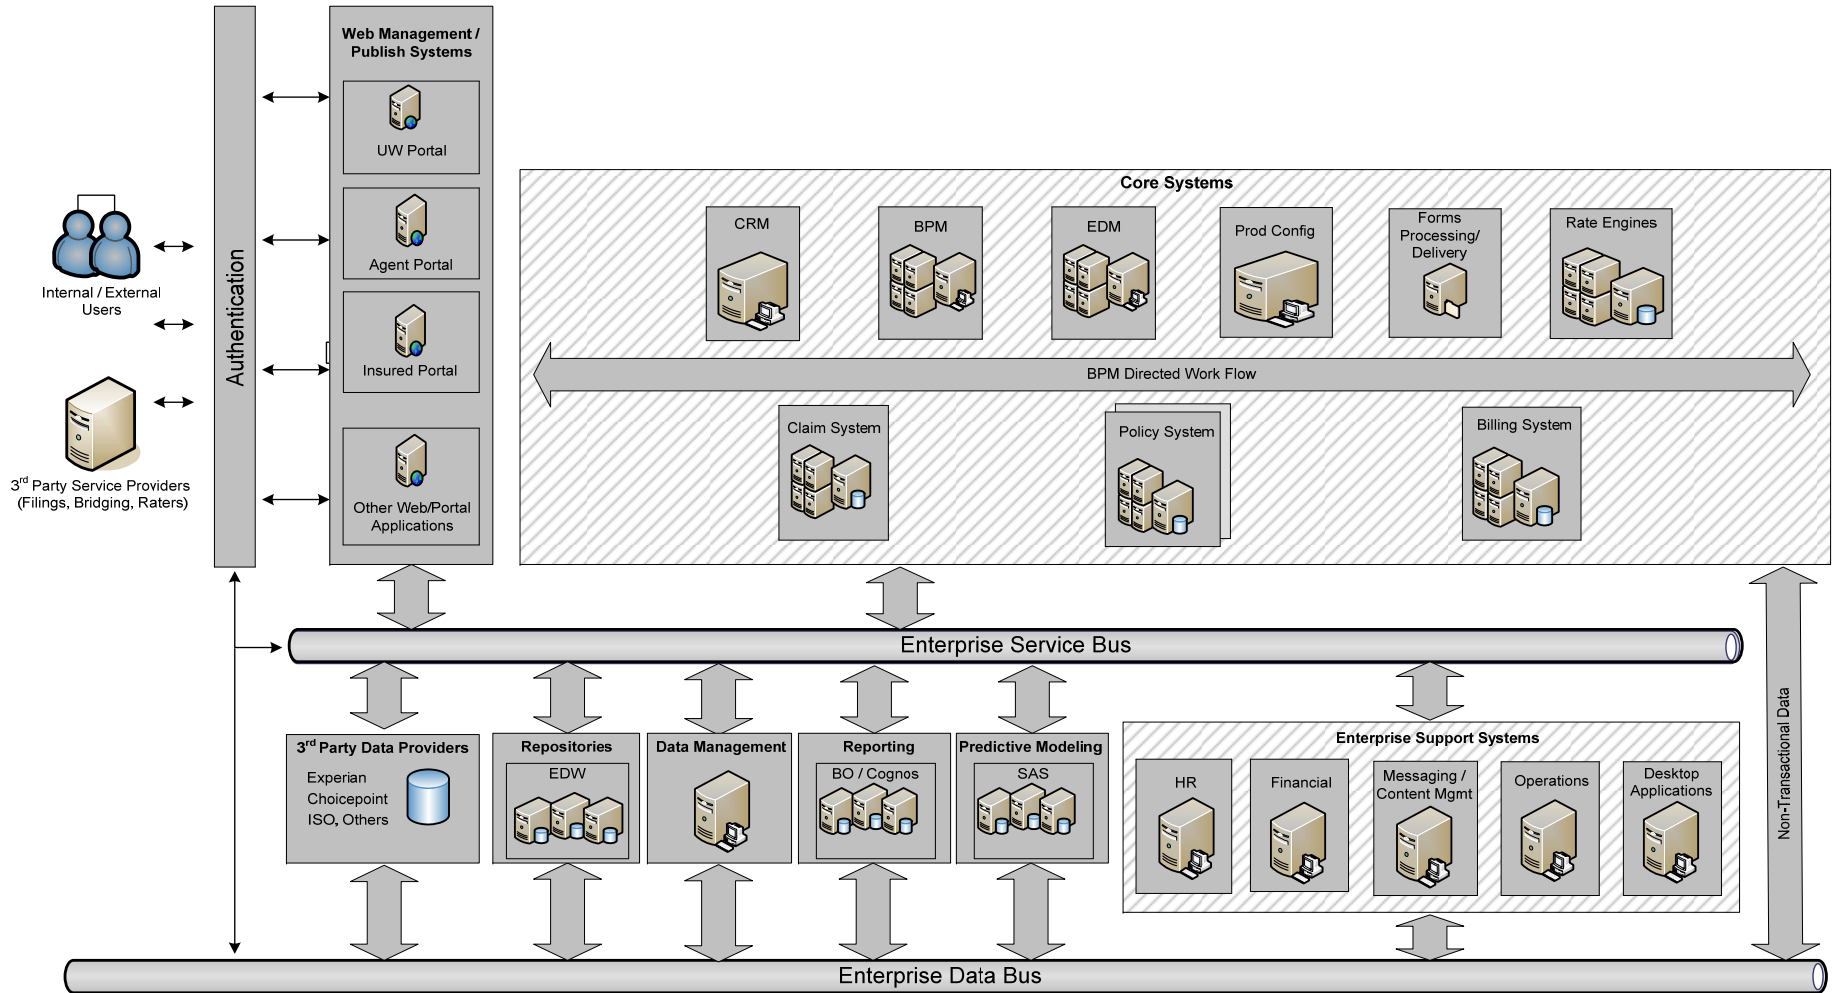 Web Management /
Publish Systems
UW Portal
Agent Portal
Insured Portal
Other Web/Portal
Applications
Authentication
Internal / External
Users
3rd Party Service Providers
(Filings, Bridging, Raters)
Core Systems
CRM
BPM
EDM
Prod Config
Forms
Processing/
Delivery
Rate Engines
BPM Directed Work Flow
Claim System
Policy System
Billing System
Enterprise Service Bus
3rd Party Data Providers
Experian
Choicepoint
ISO, Others
Repositories
EDW
Data Management
Reporting
BO / Cognos
Predictive Modeling
SAS
Enterprise Support Systems
HR
Financial
Messaging /
Content Mgmt
Operations
Desktop
Applications
Non-Transactional Data
Enterprise Data Bus